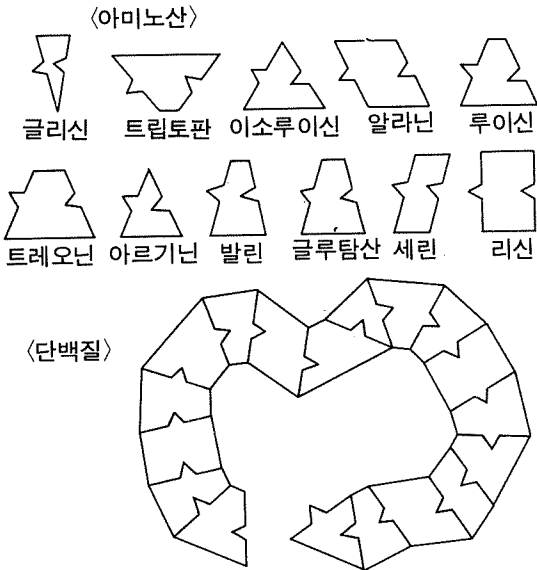 〈아미노산〉
글리신 트립토판 이소루이신 알라닌 루이신
트레오닌 아르기닌 발린 글루탐산 세린 리신
〈단백질〉